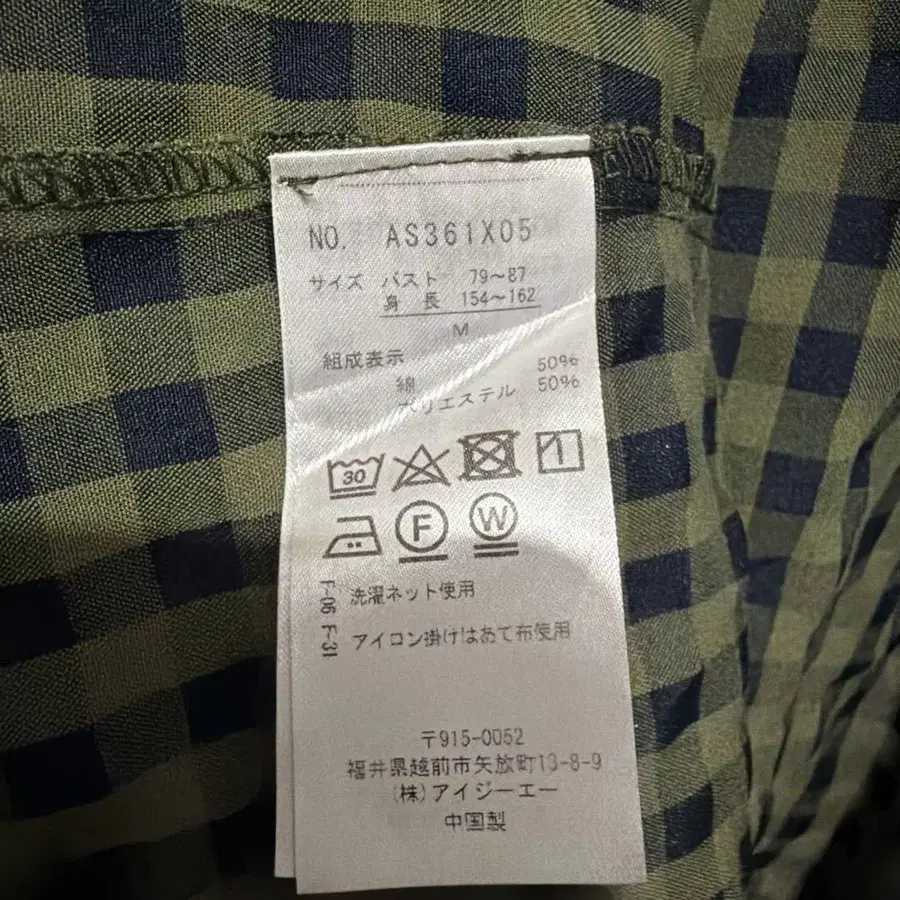 NO. AS361X05
サイズ バスト 79～87
身長 154～162
M
組成表示
綿 50%
ポリエステル 50%
30
F W
F-06 洗濯ネット使用
F-31 アイロン掛けはあて布使用
〒915-0052
福井県越前市矢放町13-8-9
(株)アイジーエー
中国製